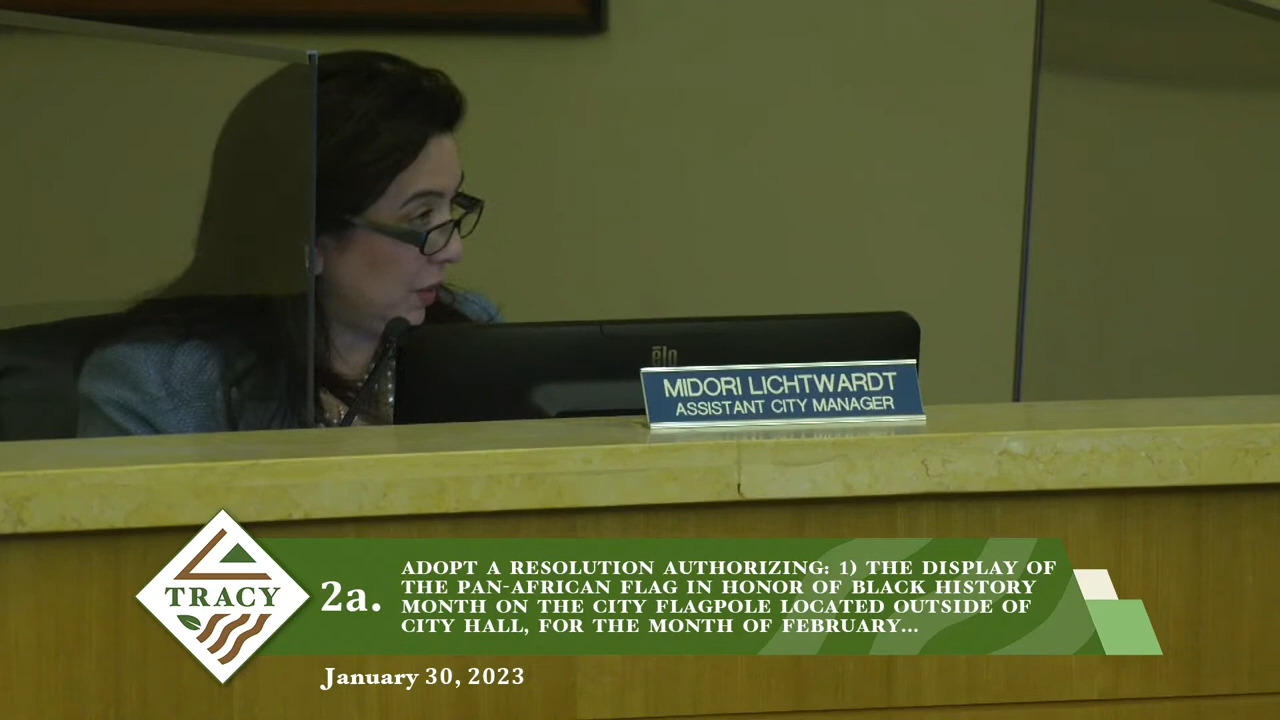 elo
MIDORI LICHTWARDT
ASSISTANT CITY MANAGER
TRACY
2a.
ADOPT A RESOLUTION AUTHORIZING: 1) THE DISPLAY OF
THE PAN-AFRICAN FLAG IN HONOR OF BLACK HISTORY
MONTH ON THE CITY FLAGPOLE LOCATED OUTSIDE OF
CITY HALL, FOR THE MONTH OF FEBRUARY...
January 30, 2023